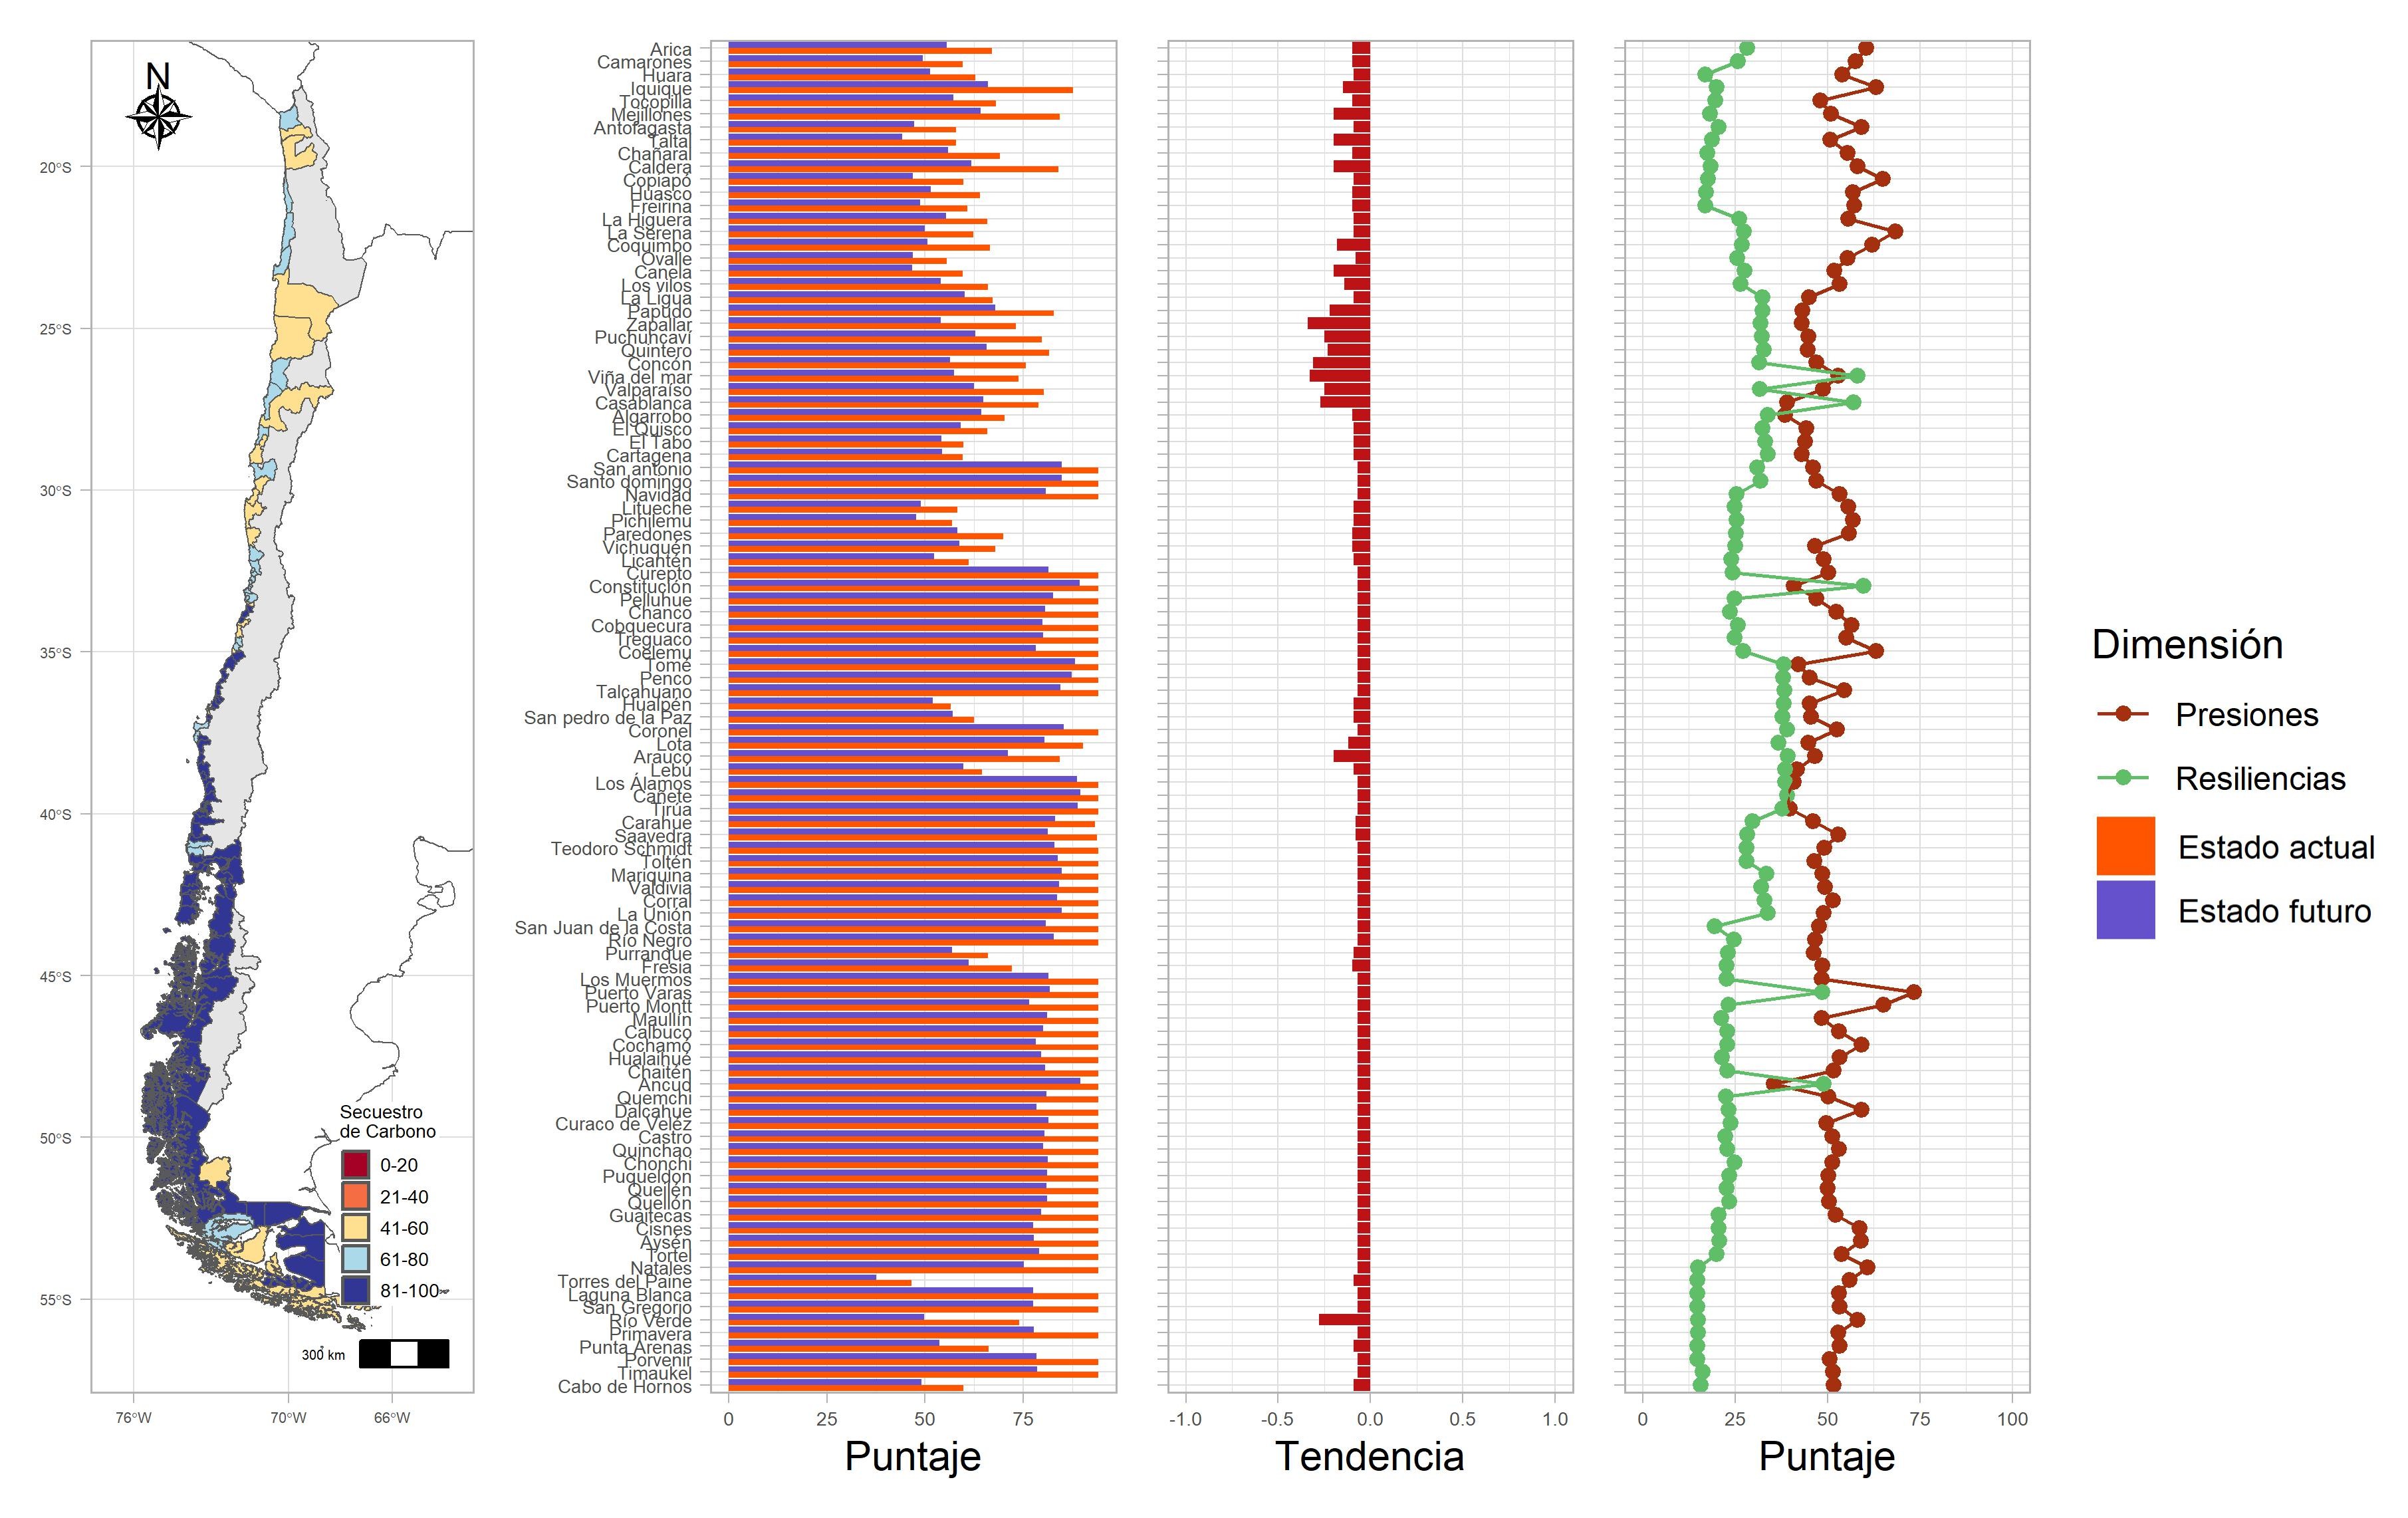 N
20°S
25°S
30°S
35°S
40°S
45°S
50°S
55°S
76°W
70°W
66°W
Secuestro
de Carbono
0-20
21-40
41-60
61-80
81-100
300 km
Arica
Camarones
Huara
Iquique
Tocopilla
Mejillones
Antofagasta
Taltal
Chañaral
Caldera
Copiapó
Huasco
Freirina
La Higuera
La Serena
Coquimbo
Ovalle
Canela
Los vilos
La Ligua
Papudo
Zapallar
Puchuncaví
Quintero
Concón
Viña del mar
Valparaíso
Casablanca
Algarrobo
El Quisco
El Tabo
Cartagena
San antonio
Santo domingo
Navidad
Litueche
Pichilemu
Paredones
Vichuquén
Licantén
Curepto
Constitución
Pelluhue
Chanco
Cobquecura
Treguaco
Coelemu
Tomé
Penco
Talcahuano
Hualpén
San pedro de la Paz
Coronel
Lota
Arauco
Lebu
Los Álamos
Cañete
Tirúa
Carahue
Saavedra
Teodoro Schmidt
Toltén
Mariquina
Valdivia
Corral
La Unión
San Juan de la Costa
Río Negro
Purranque
Fresia
Los Muermos
Puerto Varas
Puerto Montt
Maullín
Calbuco
Cochamó
Hualaihué
Chaitén
Ancud
Quemchi
Dalcahue
Curaco de Veléz
Castro
Quinchao
Chonchi
Puqueldon
Queilén
Quellón
Guaitecas
Cisnes
Aysén
Tortel
Natales
Torres del Paine
Laguna Blanca
San Gregorio
Río Verde
Primavera
Punta Arenas
Porvenir
Timaukel
Cabo de Hornos
0 25 50 75
Puntaje
-1.0 -0.5 0.0 0.5 1.0
Tendencia
0 25 50 75 100
Puntaje
Dimensión
Presiones
Resiliencias
Estado actual
Estado futuro